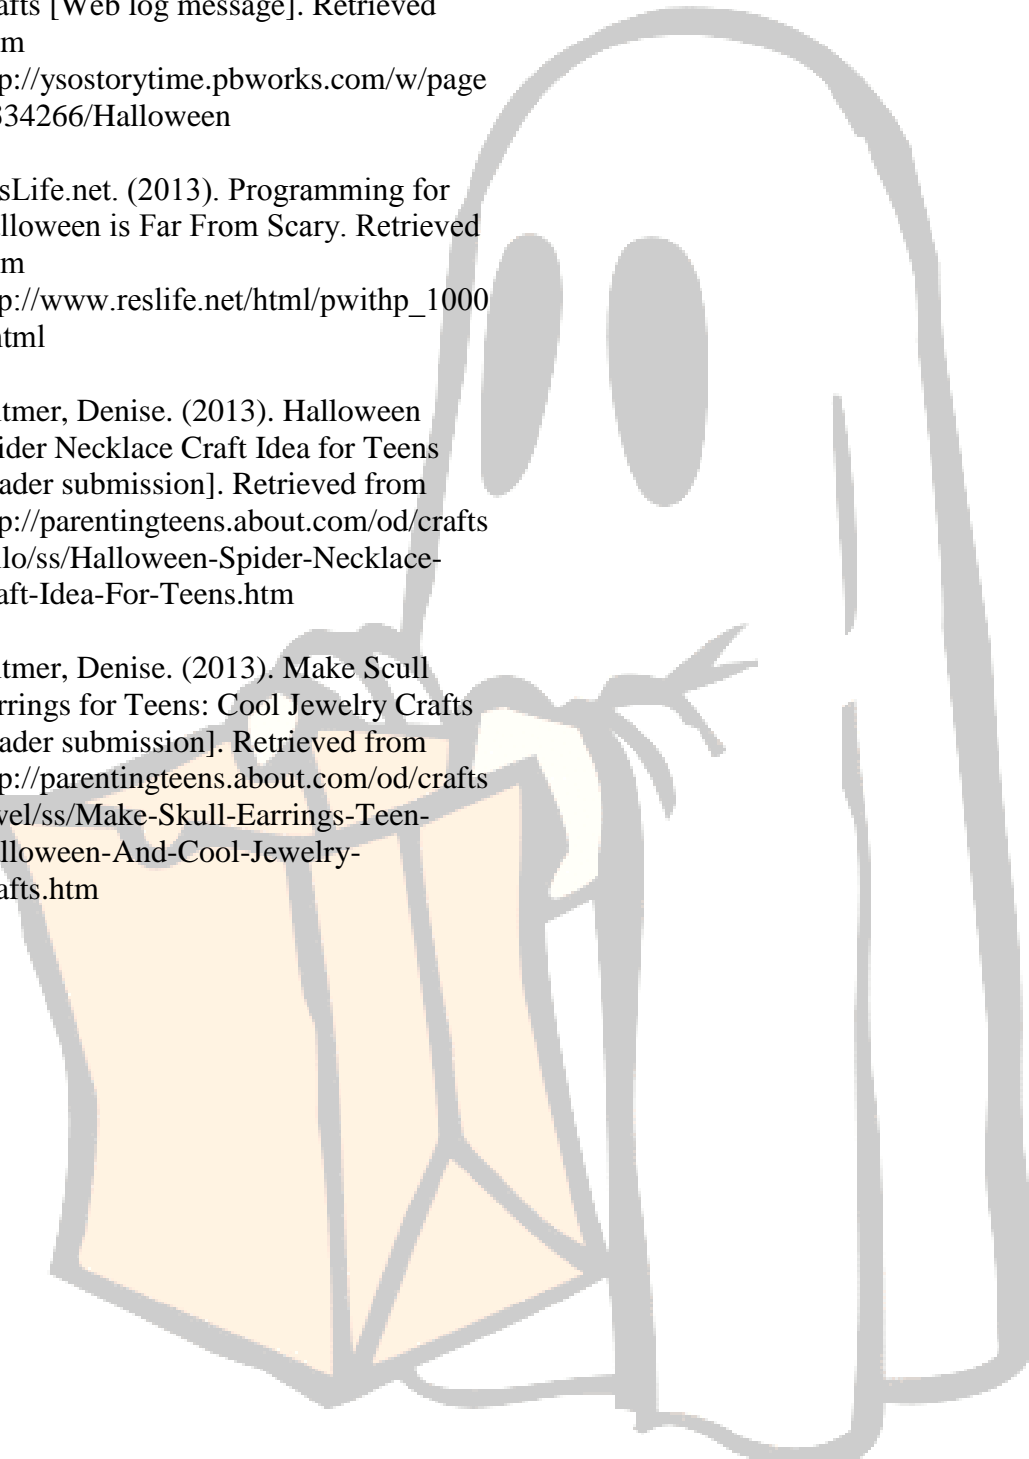 afts [Web log message]. Retrieved
m
p://ysostorytime.pbworks.com/w/page
334266/Halloween
sLife.net. (2013). Programming for
lloween is Far From Scary. Retrieved
m
p://www.reslife.net/html/pwithp_1000
html
tmer, Denise. (2013). Halloween
ider Necklace Craft Idea for Teens
ader submission]. Retrieved from
p://parentingteens.about.com/od/crafts
llo/ss/Halloween-Spider-Necklace-
aft-Idea-For-Teens.htm
tmer, Denise. (2013). Make Scull
rrings for Teens: Cool Jewelry Crafts
ader submission]. Retrieved from
p://parentingteens.about.com/od/crafts
wel/ss/Make-Skull-Earrings-Teen-
lloween-And-Cool-Jewelry-
afts.htm